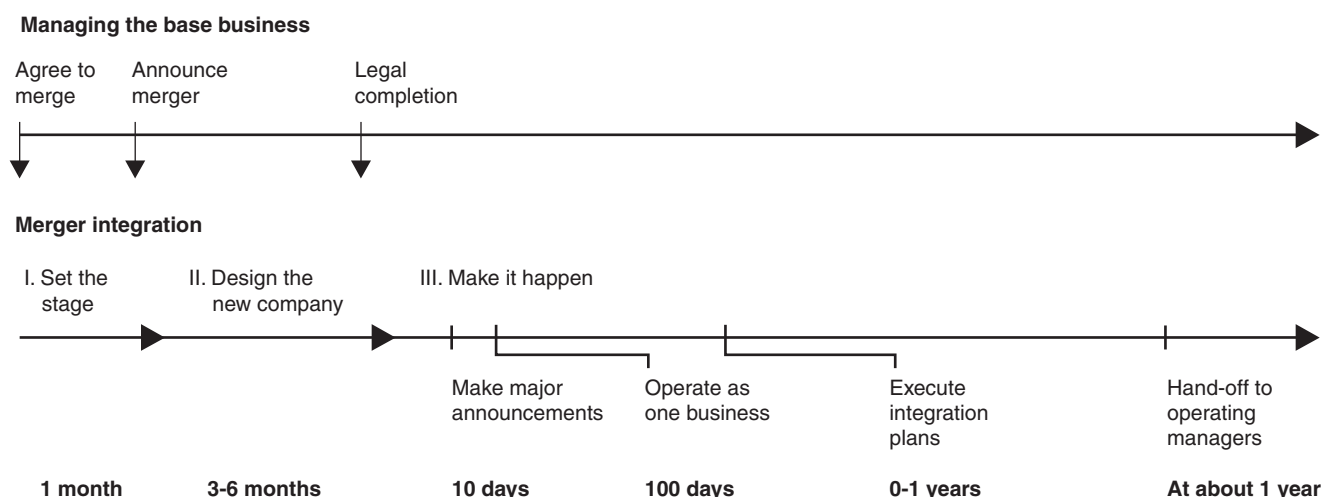 Managing the base business
Agree to
merge
Announce
merger
Legal
completion
Merger integration
I. Set the
stage
II. Design the
new company
III. Make it happen
Make major
announcements
Operate as
one business
Execute
integration
plans
Hand-off to
operating
managers
1 month
3-6 months
10 days
100 days
0-1 years
At about 1 year